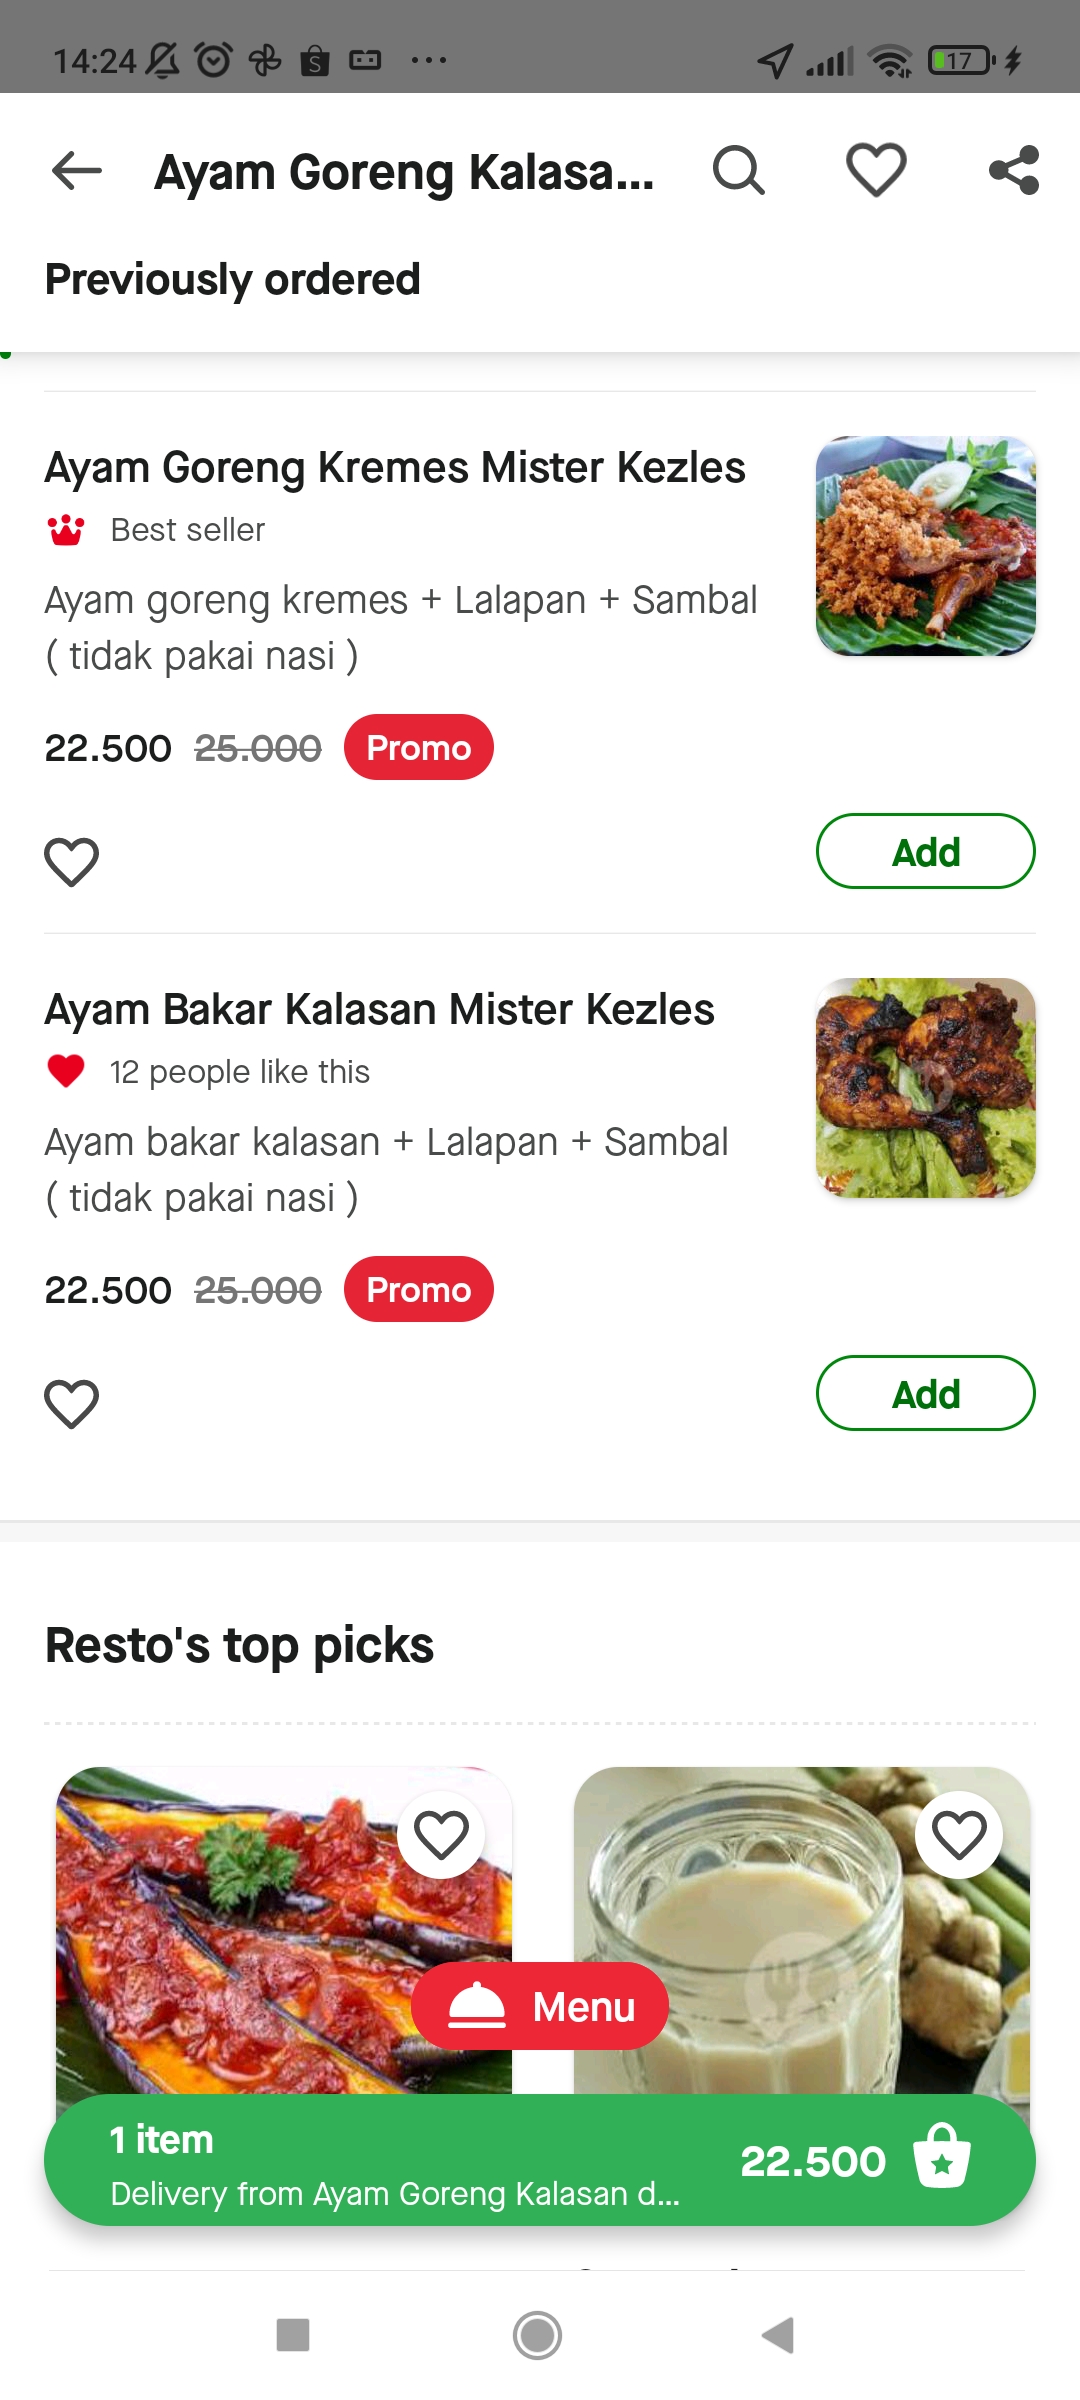 14:24
17
Ayam Goreng Kalasa...
Previously ordered
Ayam Goreng Kremes Mister Kezles
Best seller
Ayam goreng kremes + Lalapan + Sambal
( tidak pakai nasi )
22.500 25.000 Promo
Add
Ayam Bakar Kalasan Mister Kezles
12 people like this
Ayam bakar kalasan + Lalapan + Sambal
( tidak pakai nasi )
22.500 25.000 Promo
Add
Resto's top picks
Menu
1 item
22.500
Delivery from Ayam Goreng Kalasan d...